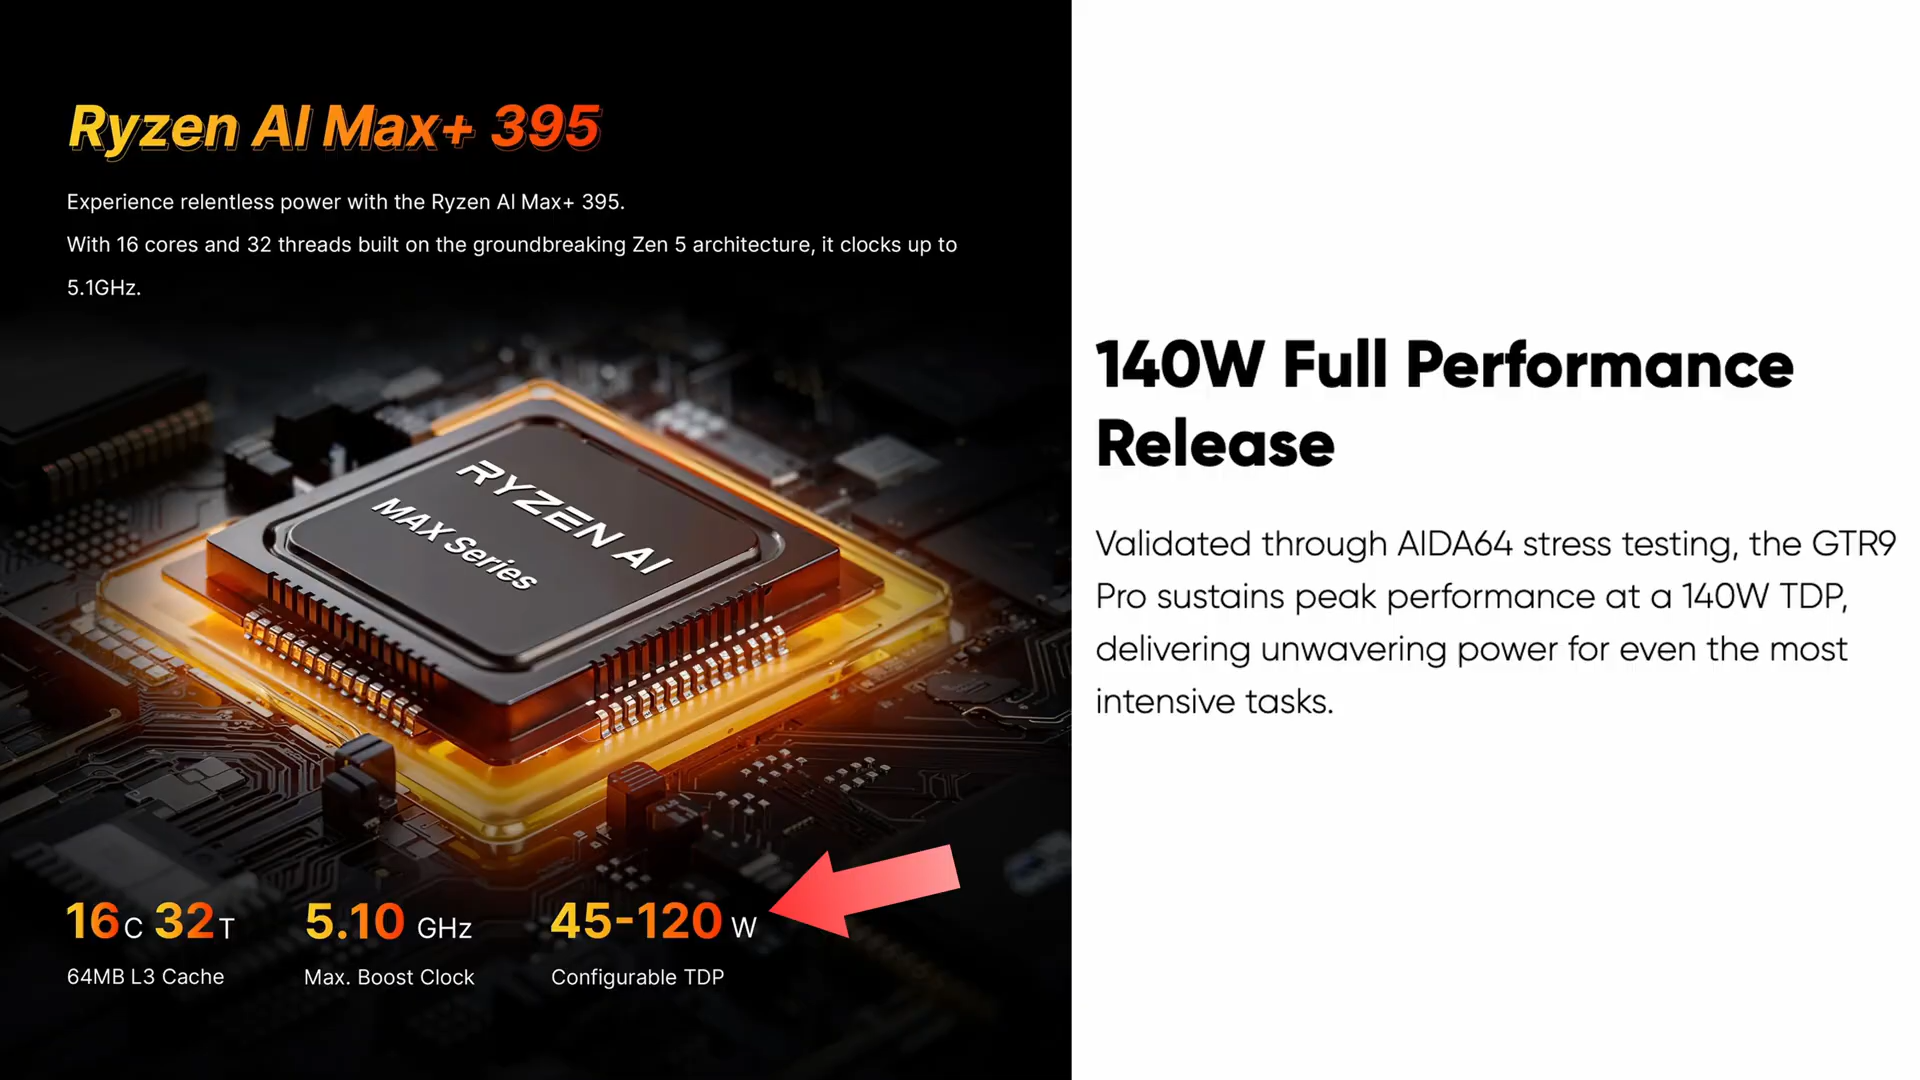 Ryzen AI Max+ 395
Experience relentless power with the Ryzen AI Max+ 395.
With 16 cores and 32 threads built on the groundbreaking Zen 5 architecture, it clocks up to
5.1GHz.
RYZEN AI
MAX Series
16C 32T
64MB L3 Cache
5.10 GHz
Max. Boost Clock
45-120 W
Configurable TDP
140W Full Performance
Release
Validated through AIDA64 stress testing, the GTR9
Pro sustains peak performance at a 140W TDP,
delivering unwavering power for even the most
intensive tasks.